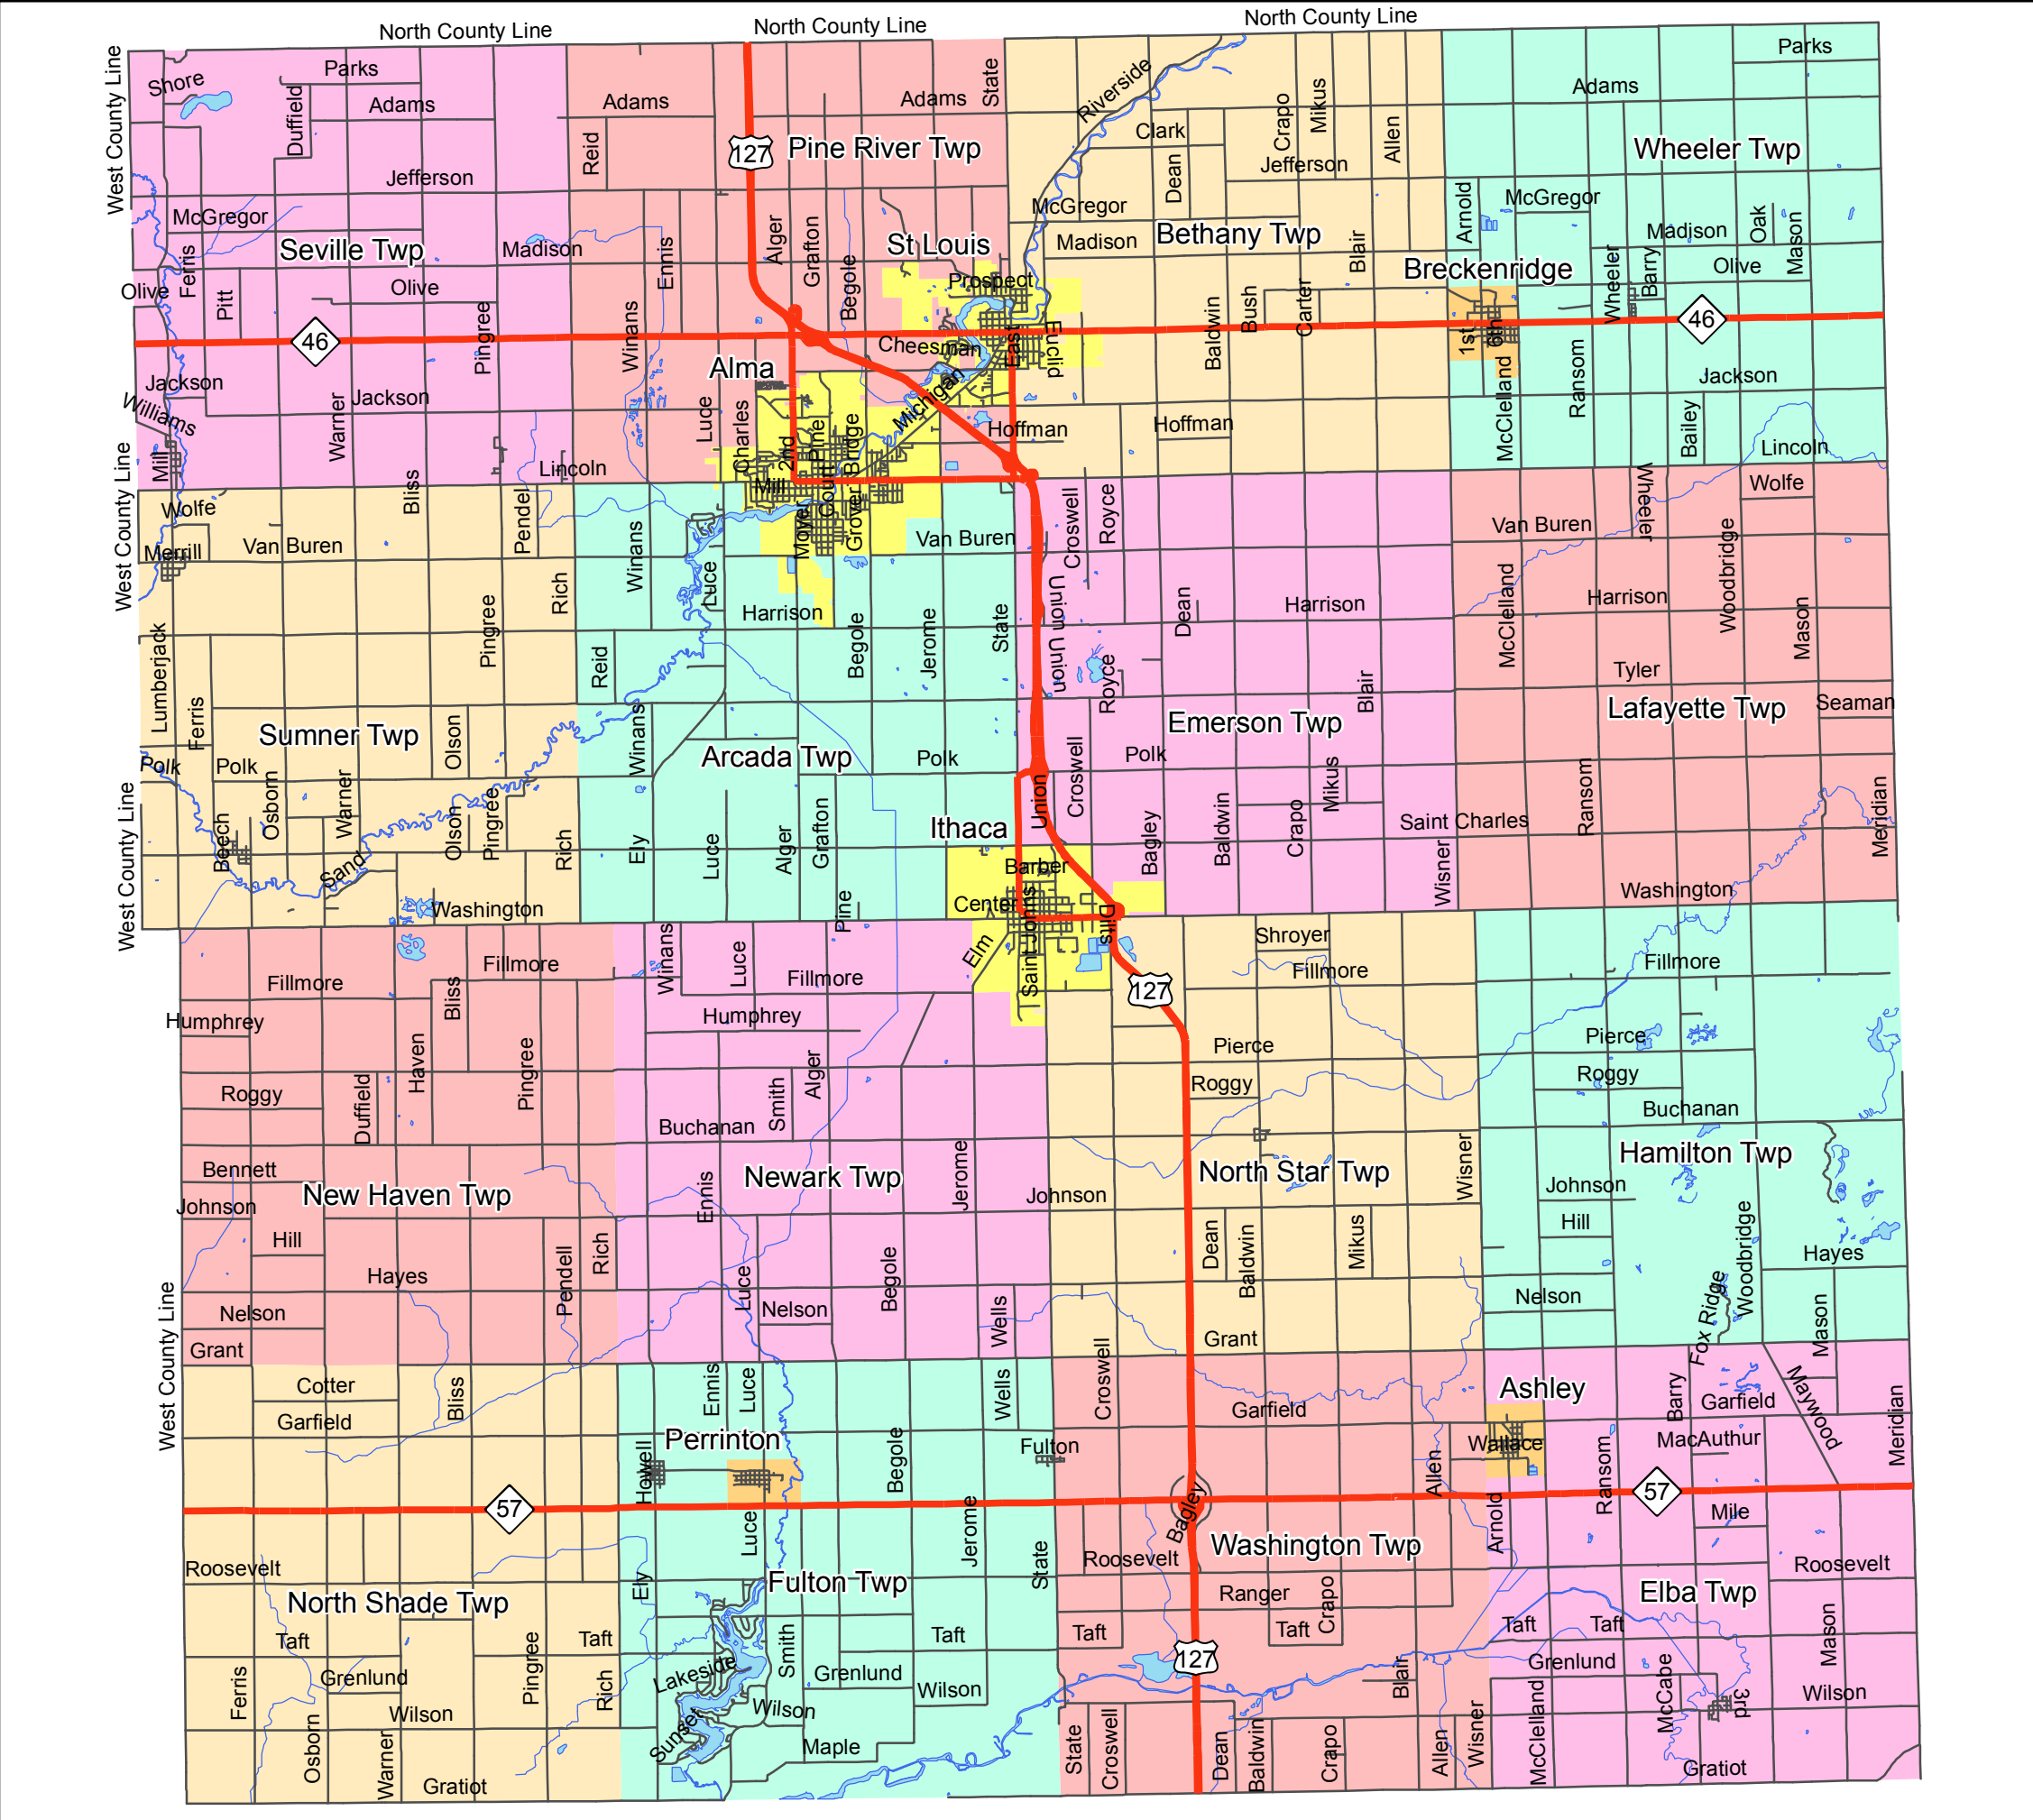 North County Line
North County Line
North County Line
West County Line
Shore
Parks
Duffield
Adams
Adams
Adams
State
Riverside
Crapo
Mikus
Allen
Adams
Parks
Reid
127
Pine River Twp
Clark
Dean
Jefferson
Wheeler Twp
Jefferson
McGregor
Seville Twp
Madison
Ennis
Alger
Grafton
Begole
St Louis
McGregor
Madison
Bethany Twp
Blair
Arnold
McGregor
Madison
Oak
Mason
Breckenridge
Wheeler
Barry
Olive
Olive
Ferris
Pitt
Olive
Pingree
Winans
Prospect
Baldwin
Bush
Carter
46
Cheesman
East
Euclid
1st
6th
46
Jackson
Williams
Warner
Jackson
Alma
Luce
Charles
Michigan
McClelland
Ransom
Jackson
Bailey
Lincoln
West County Line
Mill
Bliss
Lincoln
2nd
Pine
Bridge
Hoffman
Hoffman
Mill
Court
Wolfe
Pendel
Moyer
Grover
Croswell
Royce
Wheeler
Wolfe
Merrill
Van Buren
Winans
Luce
Van Buren
Van Buren
Woodbridge
Rich
Harrison
Union
Dean
Harrison
McClelland
Harrison
Mason
Lumberjack
Pingree
Reid
Begole
Jerome
State
Union
Royce
Blair
Tyler
Ferris
Sumner Twp
Olson
Winans
Arcada Twp
Polk
Emerson Twp
Lafayette Twp
Seaman
Polk
Polk
Osborn
Warner
Croswell
Polk
Mikus
Ransom
Meridian
West County Line
Beech
Sand
Olson
Pingree
Rich
Ely
Luce
Alger
Grafton
Ithaca
Union
Bagley
Baldwin
Crapo
Saint Charles
Wisner
Barber
Washington
Pine
Center
Washington
Elm
Saint Johns
Dills
Shroyer
Fillmore
Fillmore
Bliss
Winans
Luce
Fillmore
127
Fillmore
Fillmore
Humphrey
Haven
Humphrey
Pierce
Pierce
Roggy
Duffield
Pingree
Smith
Alger
Roggy
Roggy
Buchanan
Buchanan
Bennett
New Haven Twp
Newark Twp
Jerome
Johnson
North Star Twp
Wisner
Hamilton Twp
Johnson
Ennis
Johnson
Hill
Hill
Rich
Dean
Baldwin
Mikus
Woodbridge
Hayes
West County Line
Hayes
Pendell
Luce
Begole
Nelson
Nelson
Wells
Nelson
Fox Ridge
Mason
Grant
Grant
Cotter
Garfield
Bliss
Ennis
Luce
Wells
Croswell
Garfield
Ashley
Barry
Garfield
Maywood
Meridian
Perrinton
Howell
Begole
Fulton
Allen
Wallace
Ransom
MacAuthur
57
Bagley
57
Luce
Jerome
State
Arnold
Mile
Roosevelt
Ely
Fulton Twp
Roosevelt
Washington Twp
Roosevelt
North Shade Twp
Ranger
Crapo
Elba Twp
Taft
Taft
Smith
Taft
Taft
Taft
Taft
Taft
Mason
Ferris
Grenlund
Pingree
Rich
Lakeside
Grenlund
127
Blair
Grenlund
McCabe
Wilson
Wilson
Wilson
3rd
Wilson
Osborn
Warner
Gratiot
Sunset
Maple
State
Croswell
Dean
Baldwin
Crapo
Allen
Wisner
McClelland
Gratiot